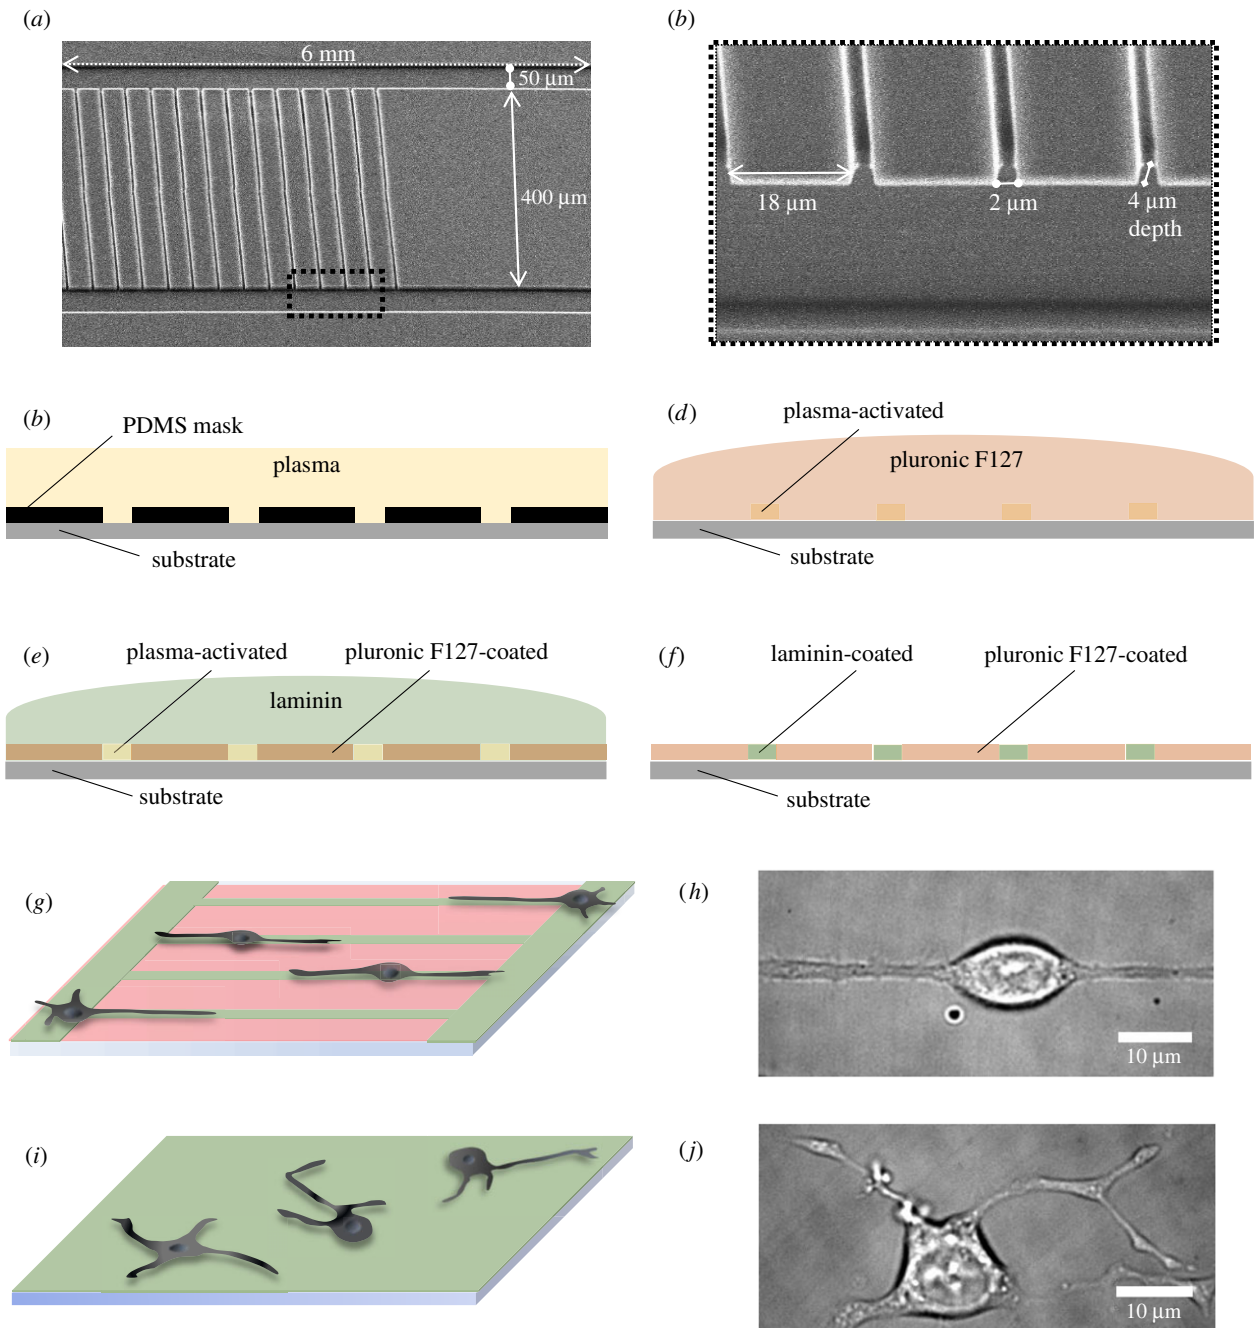 (a)
6 mm
50 µm
400 µm
(b)
18 µm
2 µm
4 µm
depth
(b)
PDMS mask
plasma
substrate
(d)
plasma-activated
pluronic F127
(e)
plasma-activated
pluronic F127-coated
laminin
substrate
(f)
laminin-coated
pluronic F127-coated
substrate
(g)
(h)
10 µm
(i)
(j)
10 µm